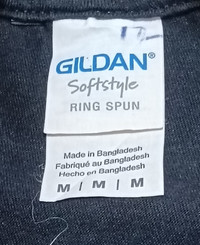 GILDAN®
Softstyle
RING SPUN
Made in Bangladesh
Fabriqué au Bangladesh
Hecho en Bangladesh
M / M / M